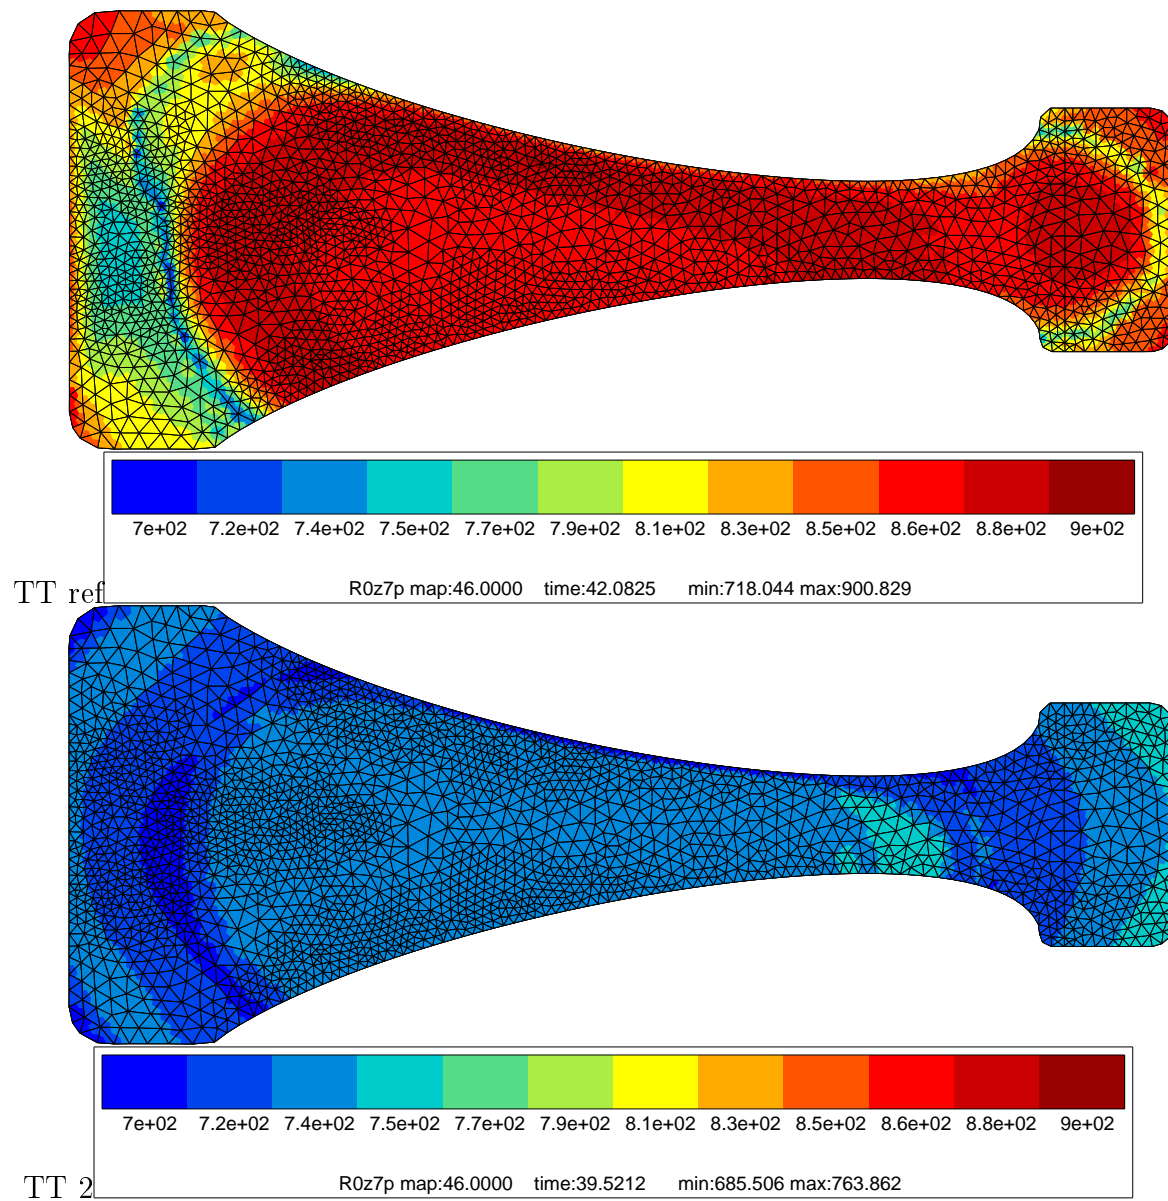 7e+02 7.2e+02 7.4e+02 7.5e+02 7.7e+02 7.9e+02 8.1e+02 8.3e+02 8.5e+02 8.6e+02 8.8e+02 9e+02
TT ref R0z7p map:46.0000 time:42.0825 min:718.044 max:900.829
7e+02 7.2e+02 7.4e+02 7.5e+02 7.7e+02 7.9e+02 8.1e+02 8.3e+02 8.5e+02 8.6e+02 8.8e+02 9e+02
TT 2 R0z7p map:46.0000 time:39.5212 min:685.506 max:763.862